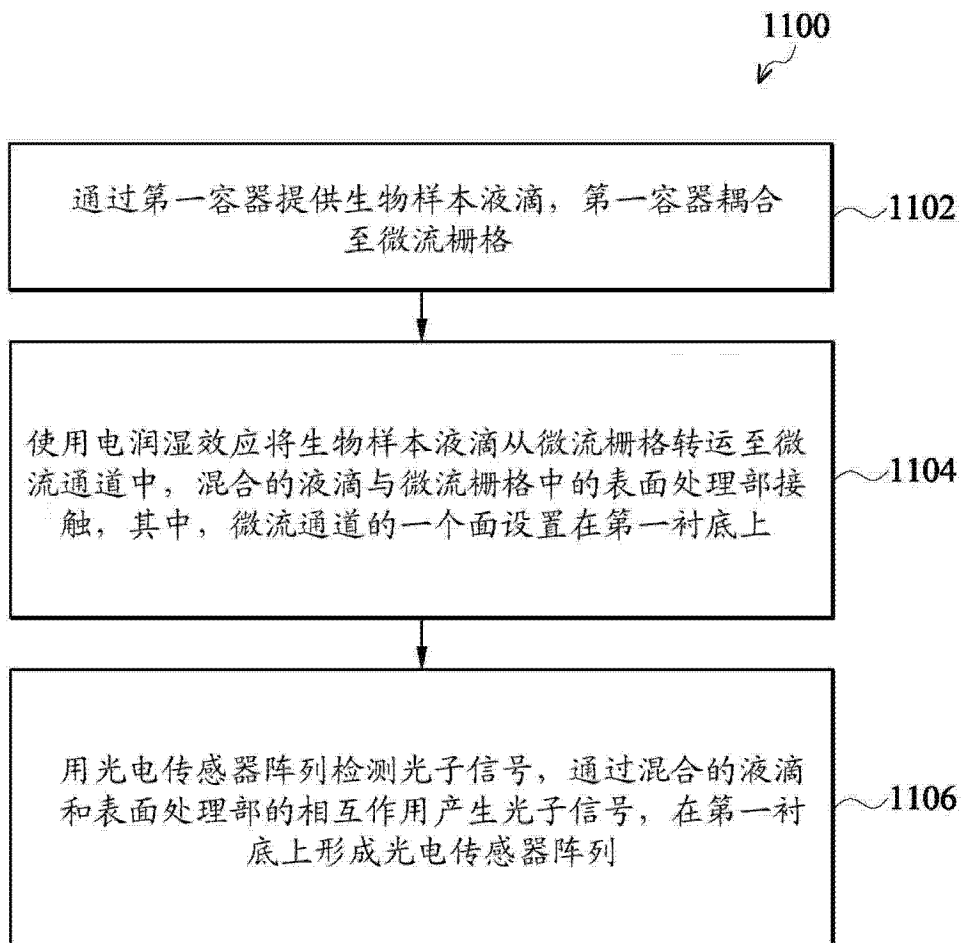 1100
通过第一容器提供生物样本液滴，第一容器耦合
至微流栅格
1102
使用电润湿效应将生物样本液滴从微流栅格转运至微
流通道中，混合的液滴与微流栅格中的表面处理部接
触，其中，微流通道的一个面设置在第一衬底上
1104
用光电传感器阵列检测光子信号，通过混合的液滴
和表面处理部的相互作用产生光子信号，在第一衬
底上形成光电传感器阵列
1106